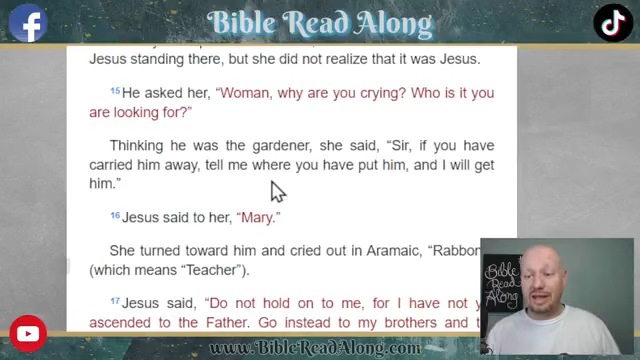 Bible Read Along
Jesus standing there, but she did not realize that it was Jesus.
15 He asked her, “Woman, why are you crying? Who is it you
are looking for?”
Thinking he was the gardener, she said, “Sir, if you have
carried him away, tell me where you have put him, and I will get
him.”
16 Jesus said to her, “Mary.”
She turned toward him and cried out in Aramaic, “Rabbon
(which means “Teacher”).
17 Jesus said, “Do not hold on to me, for I have not y
ascended to the Father. Go instead to my brothers and t
Bible
Read
Along
www.BibleReadAlong.com